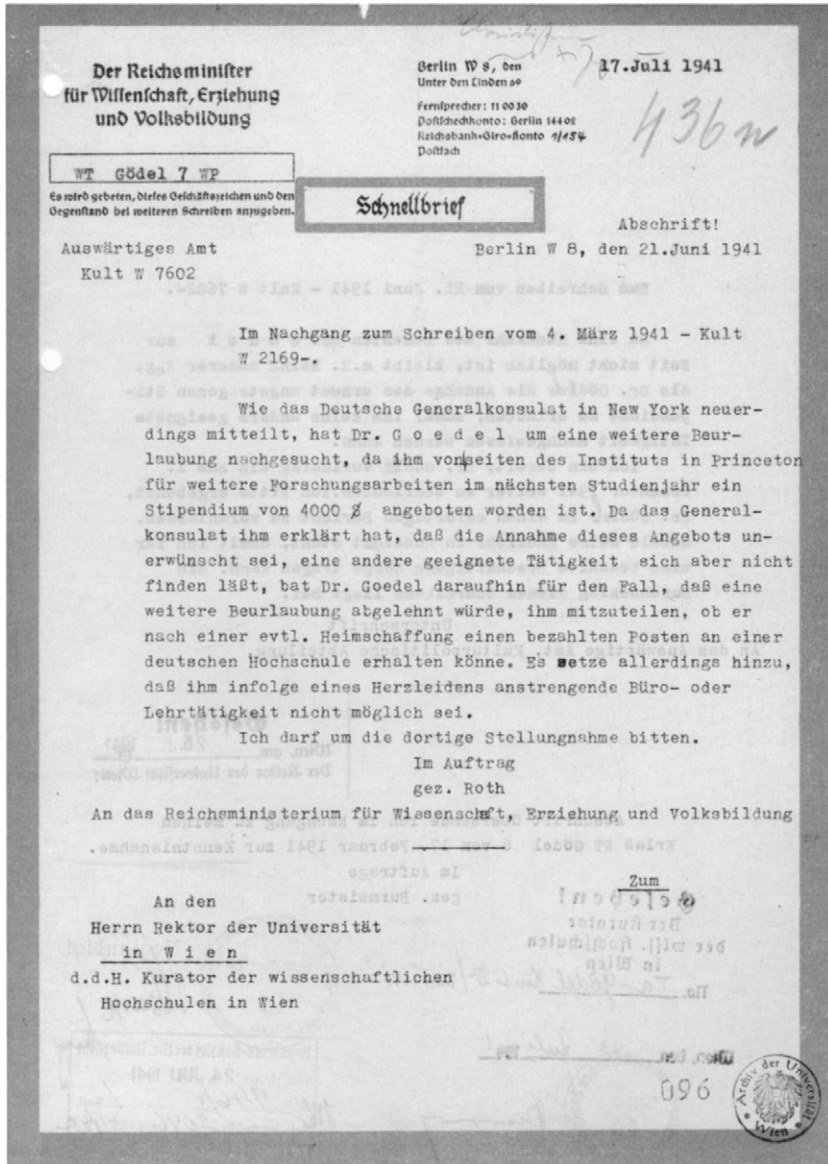 Der Reichsminister
für Wissenschaft, Erziehung
und Volksbildung
Berlin W 8, den 17.Juli 1941
Unter den Linden 69
Fernsprecher: 11 0030
Postscheckkonto: Berlin 14402
Reichsbank-Giro-Konto 1/154
Postfach
436
WT Gödel 7 WP
Es wird gebeten, dieses Geschäftszeichen und den
Gegenstand bei weiteren Schreiben anzugeben.
Schnellbrief
Abschrift!
Auswärtiges Amt
Berlin W 8, den 21.Juni 1941
Kult W 7602
Im Nachgang zum Schreiben vom 4. März 1941 - Kult
W 2169-.
Wie das Deutsche Generalkonsulat in New York neuer-
dings mitteilt, hat Dr. G o e d e l um eine weitere Beur-
laubung nachgesucht, da ihm von seiten des Instituts in Princeton
für weitere Forschungsarbeiten im nächsten Studienjahr ein
Stipendium von 4000 $ angeboten worden ist. Da das General-
konsulat ihm erklärt hat, daß die Annahme dieses Angebots un-
erwünscht sei, eine andere geeignete Tätigkeit sich aber nicht
finden läßt, bat Dr. Goedel daraufhin für den Fall, daß eine
weitere Beurlaubung abgelehnt würde, ihm mitzuteilen, ob er
nach einer evtl. Heimschaffung einen bezahlten Posten an einer
deutschen Hochschule erhalten könne. Es setze allerdings hinzu,
daß ihm infolge eines Herzleidens anstrengende Büro- oder
Lehrtätigkeit nicht möglich sei.
Ich darf um die dortige Stellungnahme bitten.
Im Auftrag
gez. Roth
An das Reichsministerium für Wissenschaft, Erziehung und Volksbildung
Zum
An den
Herrn Rektor der Universität
in W i e n
d.d.H. Kurator der wissenschaftlichen
Hochschulen in Wien
096
Archiv der Universität
Wien